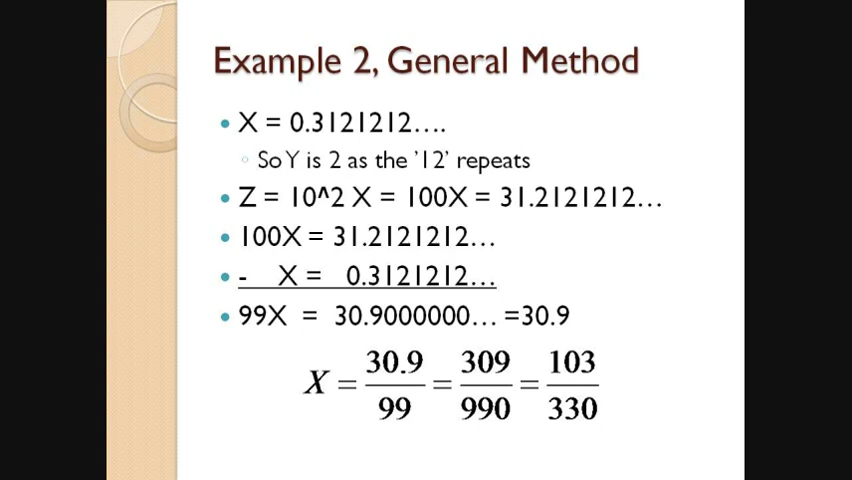 Example 2, General Method
• X = 0.3121212….
◦ So Y is 2 as the ’12’ repeats
• Z = 10^2 X = 100X = 31.2121212…
• 100X = 31.2121212…
• - X = 0.3121212…
• 99X = 30.9000000… =30.9
X = 30.9/99 = 309/990 = 103/330